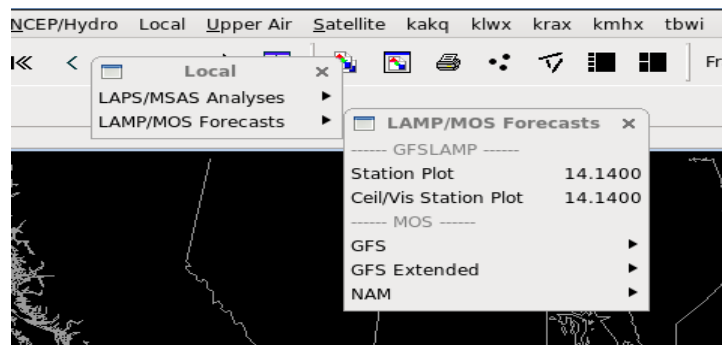 NCEP/Hydro Local Upper Air Satellite kakq klwx krax kmhx tbwi
Fr
Local
LAPS/MSAS Analyses
LAMP/MOS Forecasts
LAMP/MOS Forecasts
------ GFSLAMP ------
Station Plot 14.1400
Ceil/Vis Station Plot 14.1400
------ MOS ------
GFS
GFS Extended
NAM